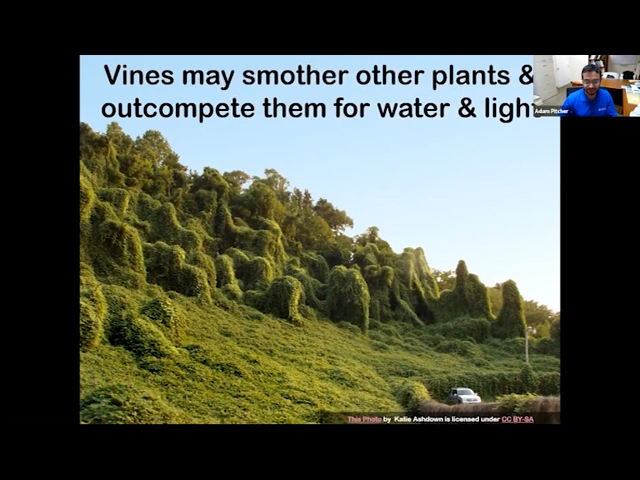 Vines may smother other plants &
outcompete them for water & ligh
Adam Pitcher
This Photo by Katie Ashdown is licensed under CC BY-SA